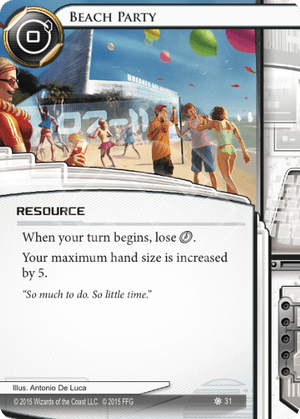 0
BEACH PARTY
RESOURCE
When your turn begins, lose
Your maximum hand size is increased
by 5.
"So much to do. So little time."
Illus. Antonio De Luca
© 2015 Wizards of the Coast LLC. © 2015 FFG
31